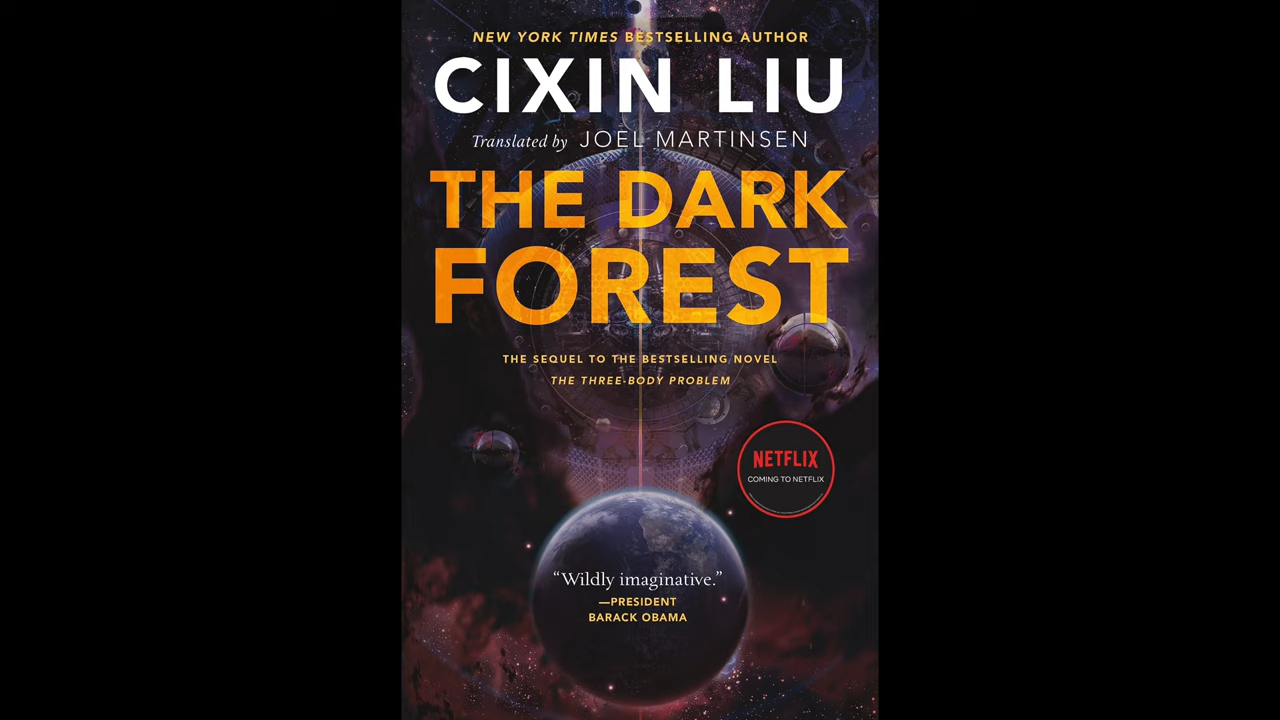 NEW YORK TIMES BESTSELLING AUTHOR
CIXIN LIU
Translated by JOEL MARTINSEN
THE DARK
FOREST
THE SEQUEL TO THE BESTSELLING NOVEL
THE THREE-BODY PROBLEM
NETFLIX
COMING TO NETFLIX
“Wildly imaginative.”
—PRESIDENT
BARACK OBAMA